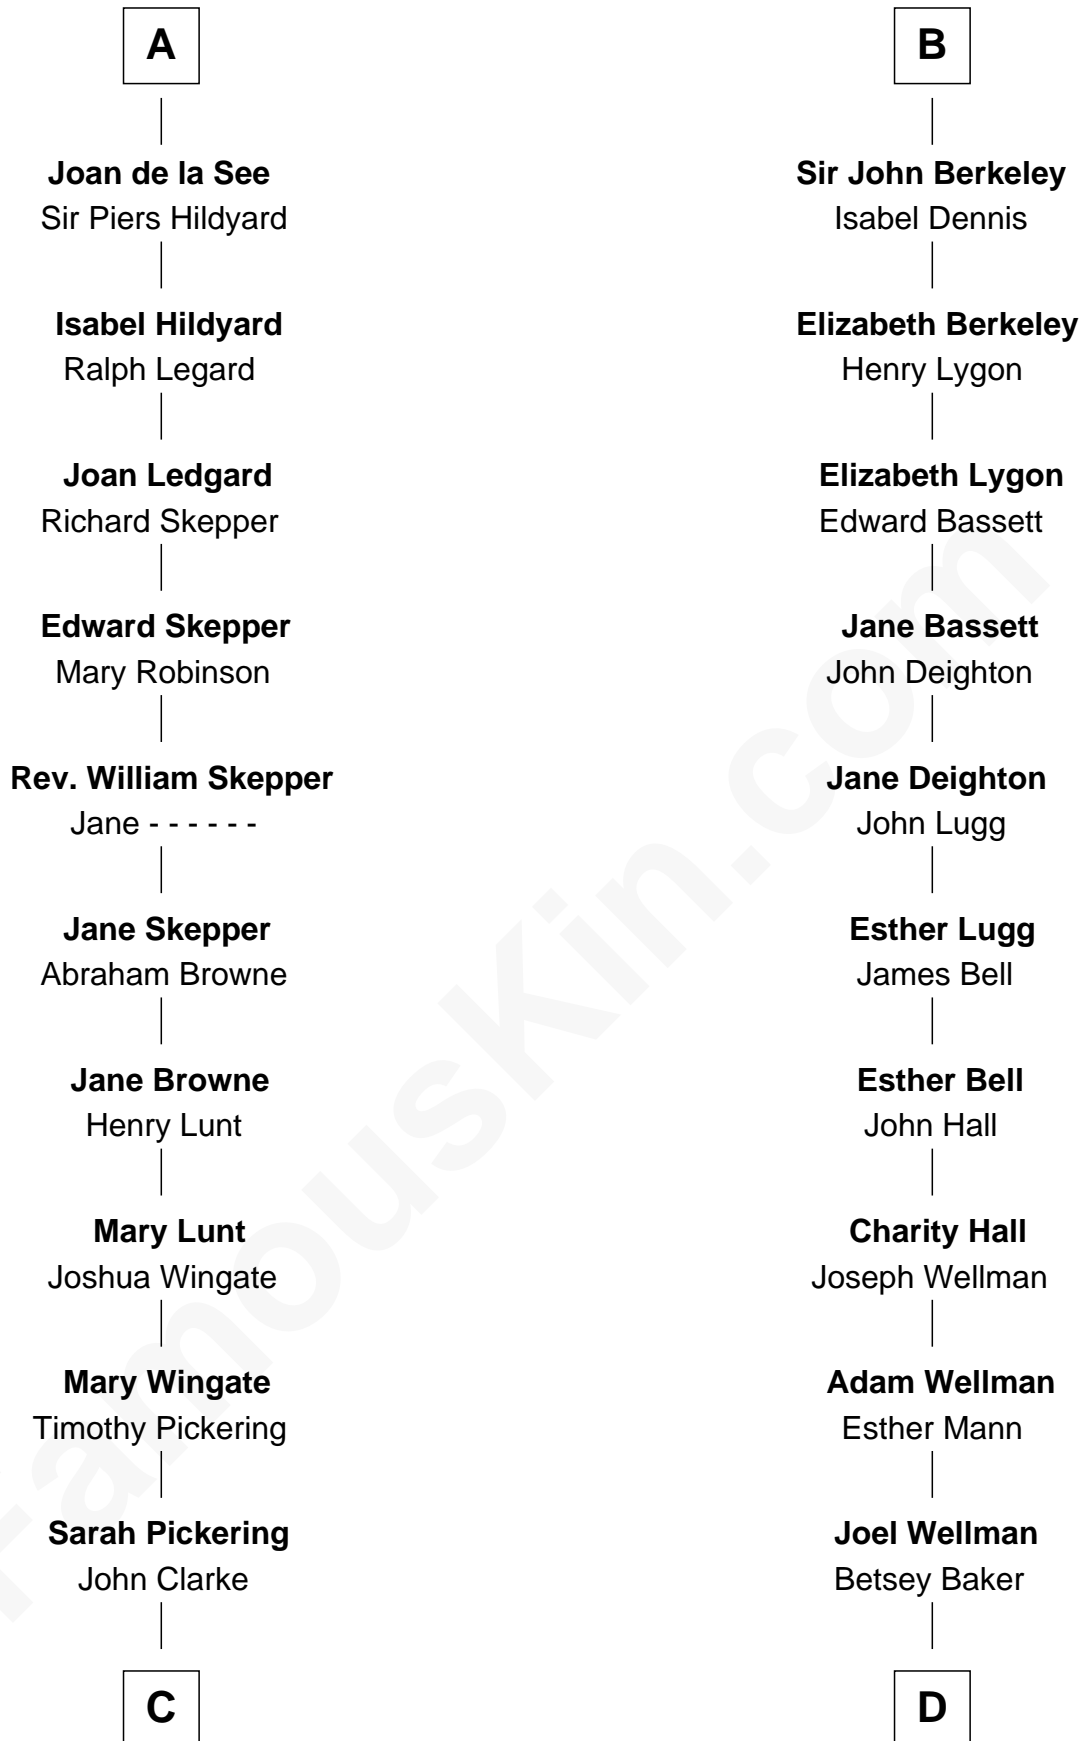 A
Joan de la See
Sir Piers Hildyard
Isabel Hildyard
Ralph Legard
Joan Ledgard
Richard Skepper
Edward Skepper
Mary Robinson
Rev. William Skepper
Jane - - - - - -
Jane Skepper
Abraham Browne
Jane Browne
Henry Lunt
Mary Lunt
Joshua Wingate
Mary Wingate
Timothy Pickering
Sarah Pickering
John Clarke
C
B
Sir John Berkeley
Isabel Dennis
Elizabeth Berkeley
Henry Lygon
Elizabeth Lygon
Edward Bassett
Jane Bassett
John Deighton
Jane Deighton
John Lugg
Esther Lugg
James Bell
Esther Bell
John Hall
Charity Hall
Joseph Wellman
Adam Wellman
Esther Mann
Joel Wellman
Betsey Baker
D
FamousKin.com